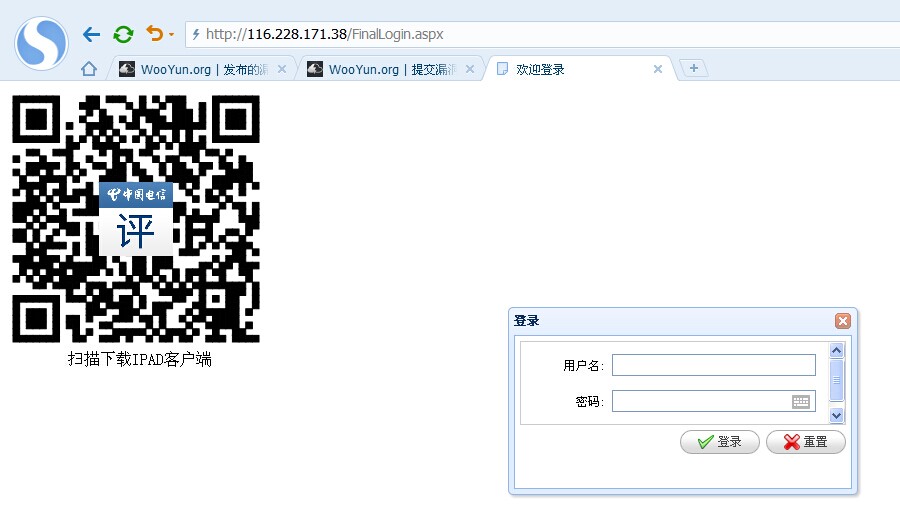 http://116.228.171.38/FinalLogin.aspx
WooYun.org | 发布的漏
WooYun.org | 提交漏洞
欢迎登录
中国电信
评
扫描下载IPAD客户端
登录
用户名:
密码:
登录
重置